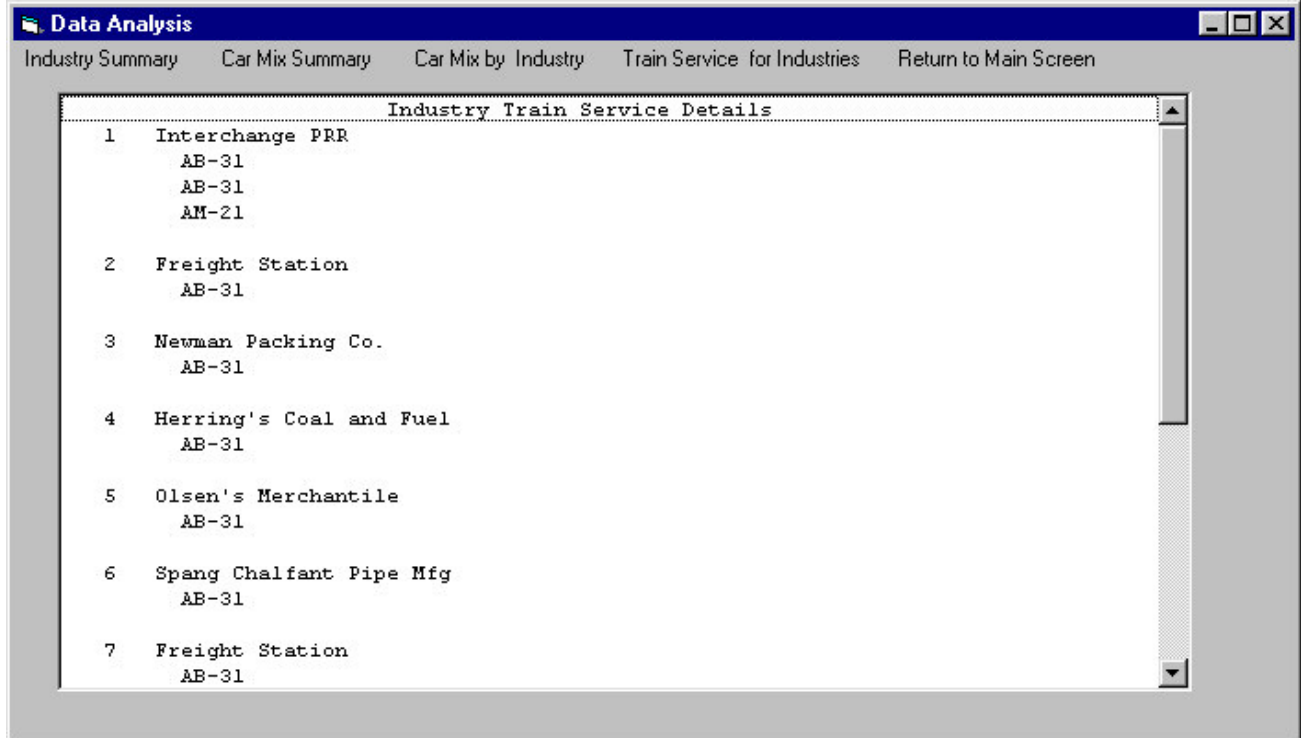 Data Analysis
Industry Summary Car Mix Summary Car Mix by Industry Train Service for Industries Return to Main Screen
Industry Train Service Details
1 Interchange PRR
AB-31
AB-31
AM-21
2 Freight Station
AB-31
3 Newman Packing Co.
AB-31
4 Herring's Coal and Fuel
AB-31
5 Olsen's Merchantile
AB-31
6 Spang Chalfant Pipe Mfg
AB-31
7 Freight Station
AB-31